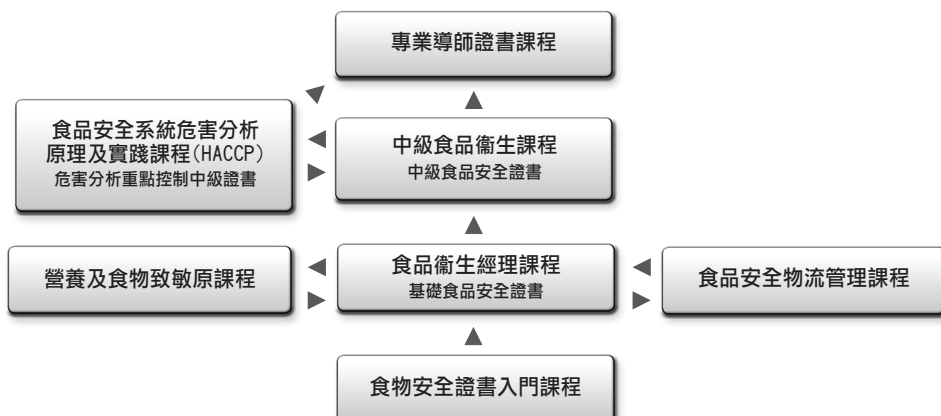 專業導師證書課程
食品安全系統危害分析
原理及實踐課程(HACCP)
危害分析重點控制中級證書
中級食品衞生課程
中級食品安全證書
營養及食物致敏原課程
食品衞生經理課程
基礎食品安全證書
食品安全物流管理課程
食物安全證書入門課程